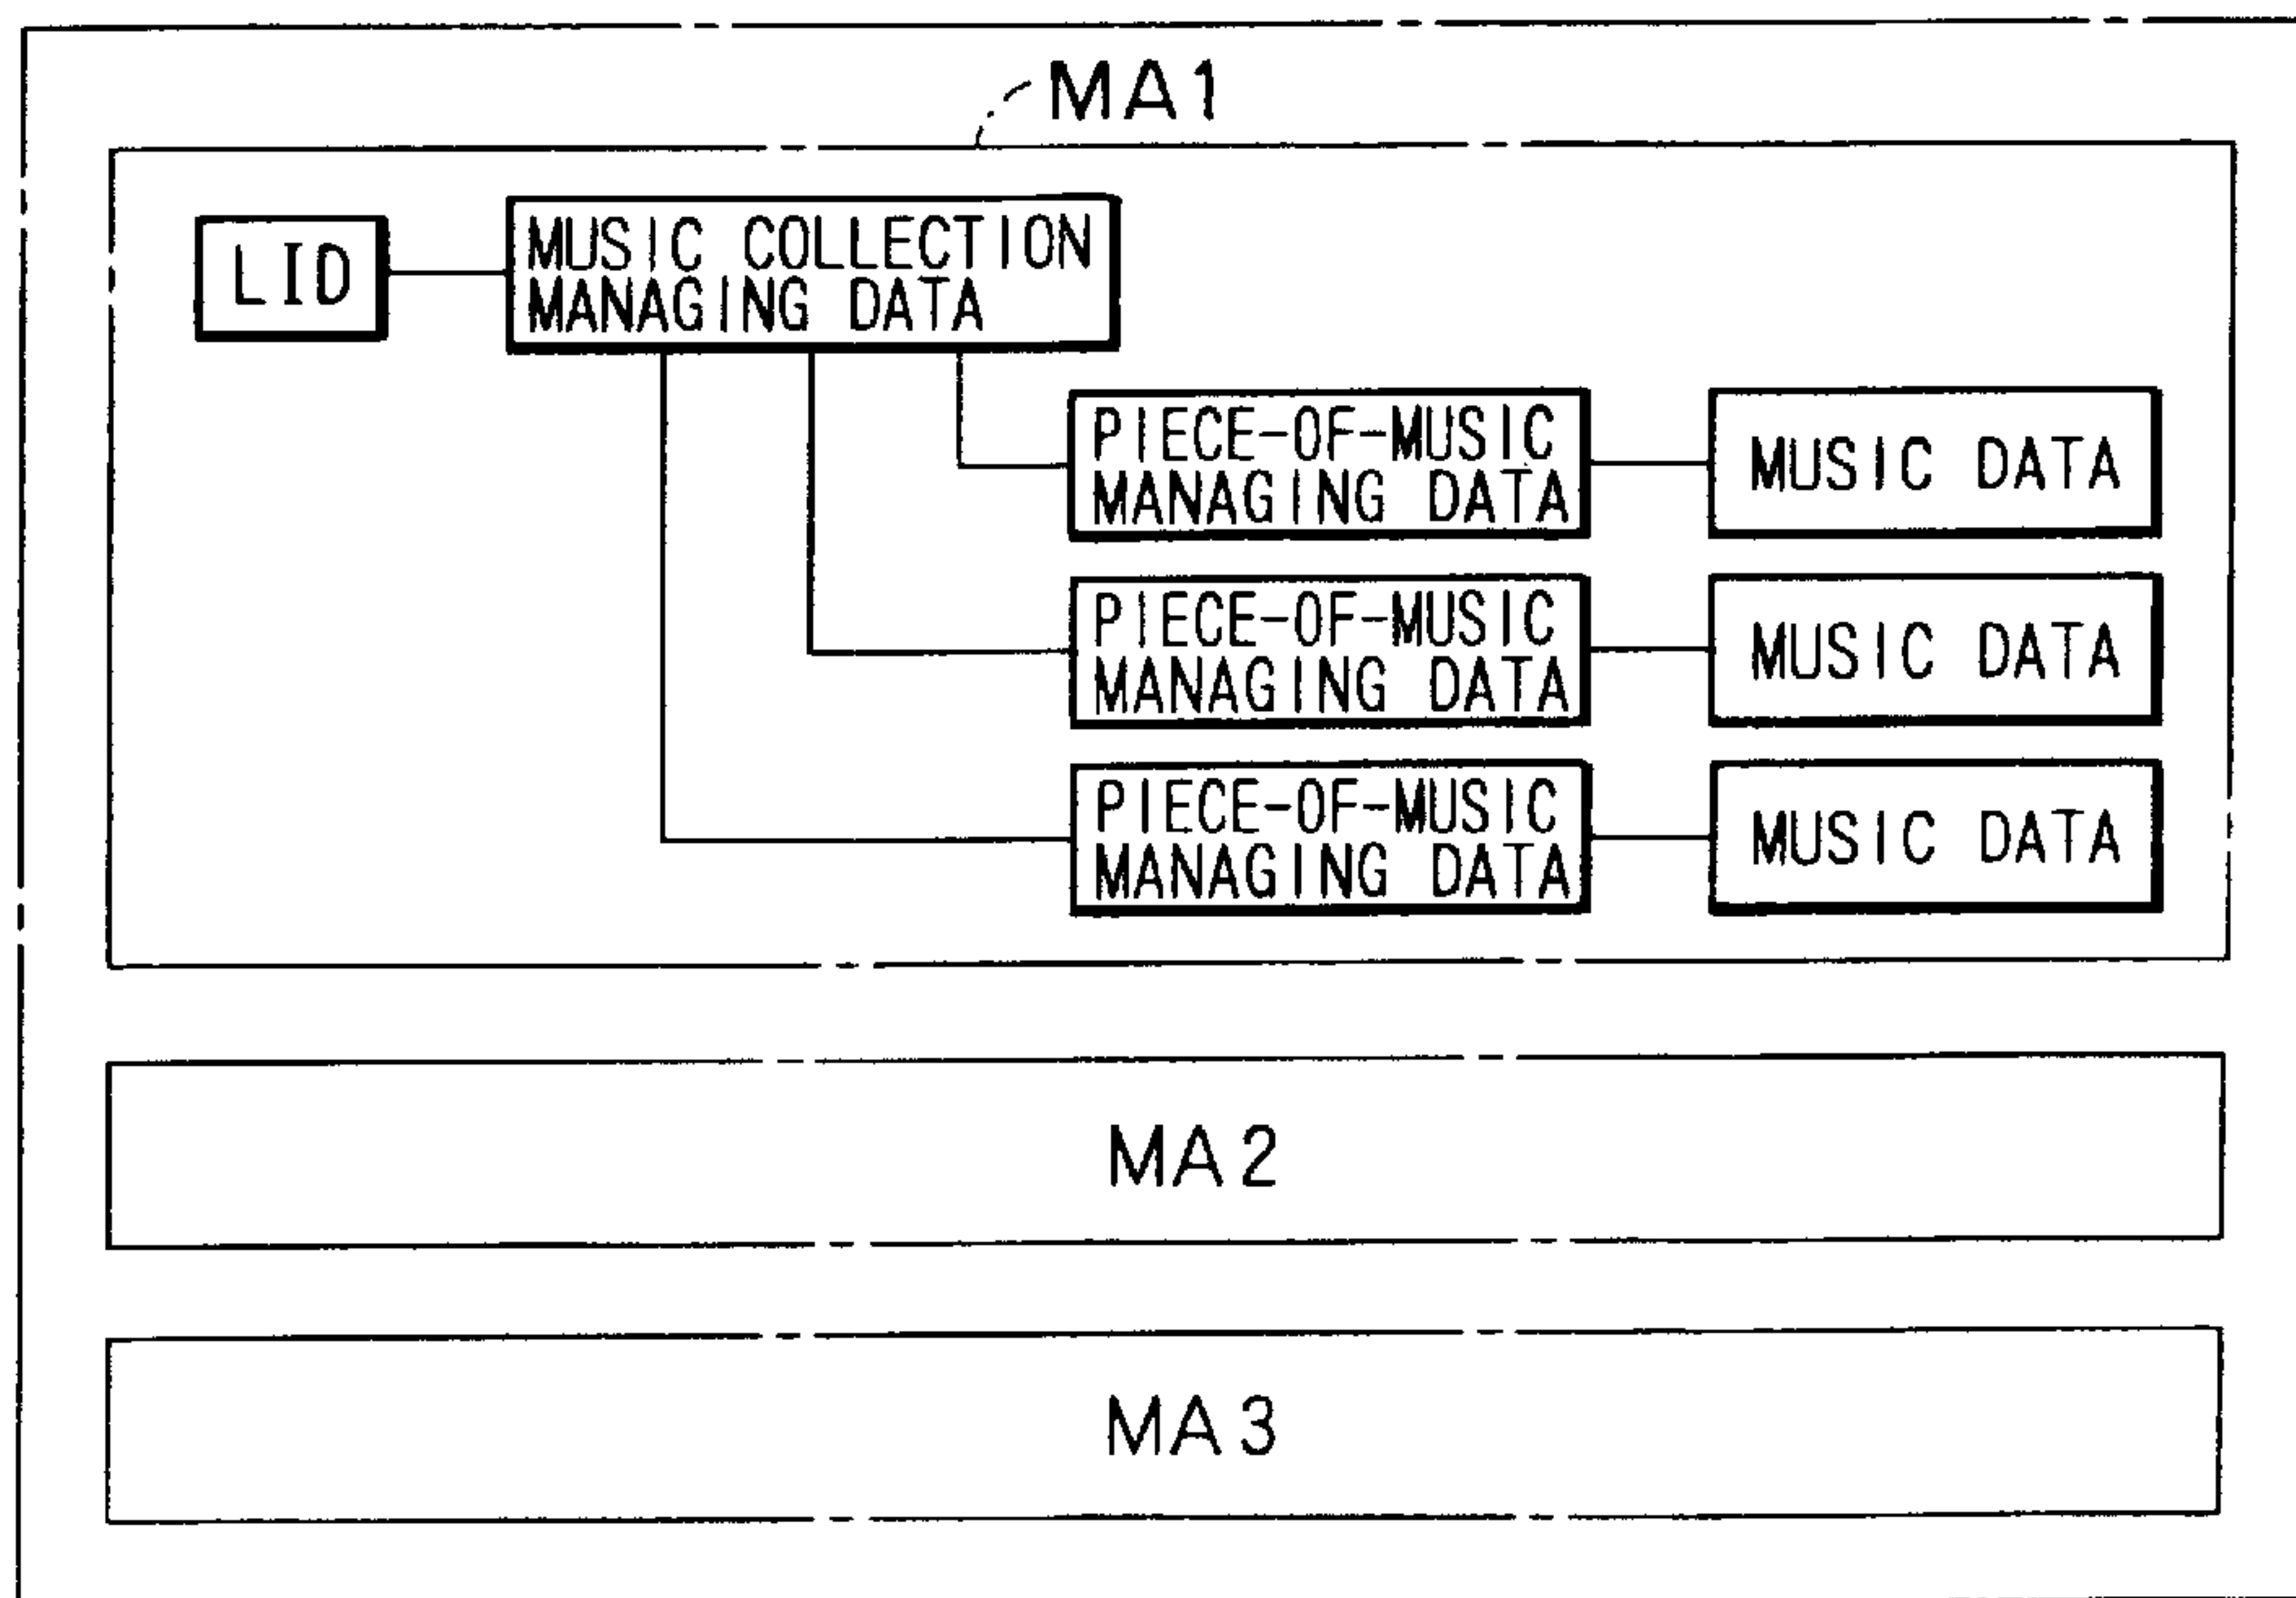 MA1
LID
MUSIC COLLECTION
MANAGING DATA
PIECE-OF-MUSIC
MANAGING DATA
MUSIC DATA
PIECE-OF-MUSIC
MANAGING DATA
MUSIC DATA
PIECE-OF-MUSIC
MANAGING DATA
MUSIC DATA
MA2
MA3